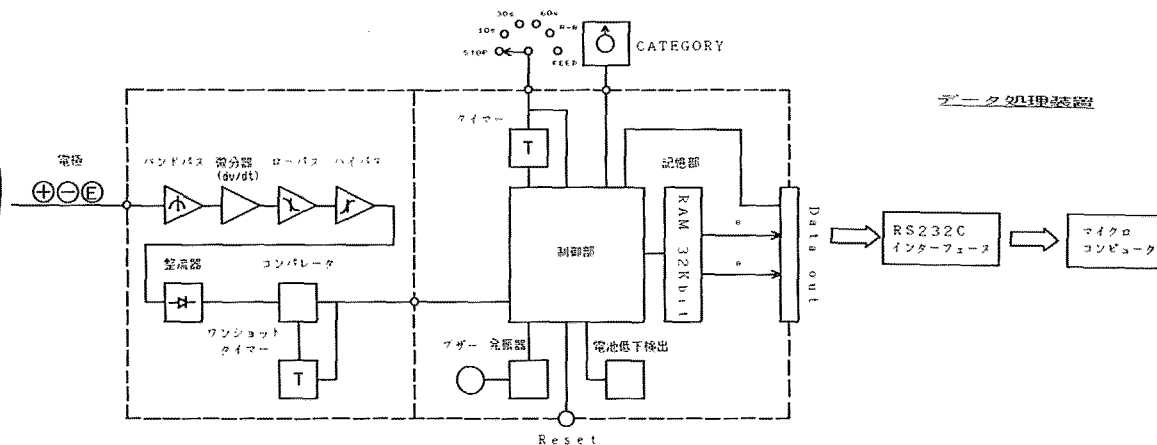 30s
60s
10s
R-R
STOP
FEED
CATEGORY
データ処理装置
タイマー
T
記憶部
電極
+ − E
バンドパス
微分器
(dv/dt)
ローパス
ハイパス
制御部
RAM 32Kbit
8
8
Data out
RS232C
インターフェース
マイクロ
コンピュータ
整流器
コンパレータ
ワンショット
タイマー
T
ブザー
発振器
電池低下検出
Reset